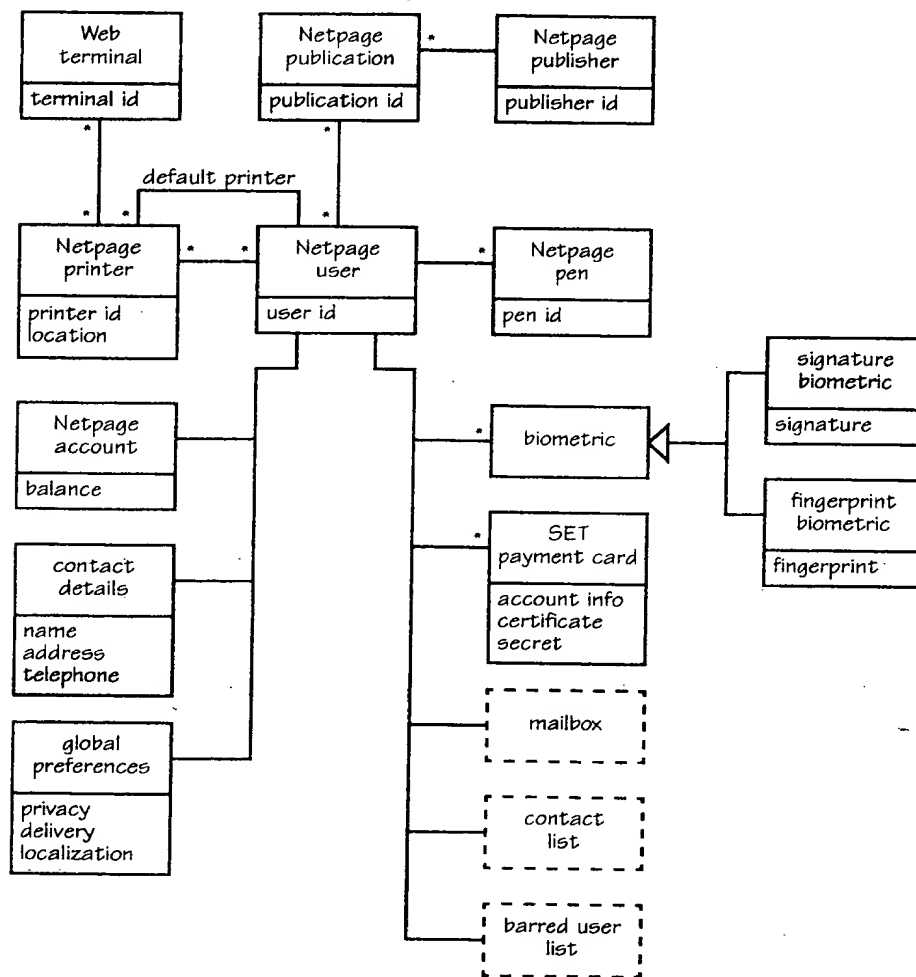 Web
terminal
terminal id
Netpage
publication
publication id
*
Netpage
publisher
publisher id
*
*
default printer
*
*
*
Netpage
printer
printer id
location
*
*
Netpage
user
user id
*
Netpage
pen
pen id
Netpage
account
balance
contact
details
name
address
telephone
global
preferences
privacy
delivery
localization
*
biometric
signature
biometric
signature
fingerprint
biometric
fingerprint
*
SET
payment card
account info
certificate
secret
mailbox
contact
list
barred user
list